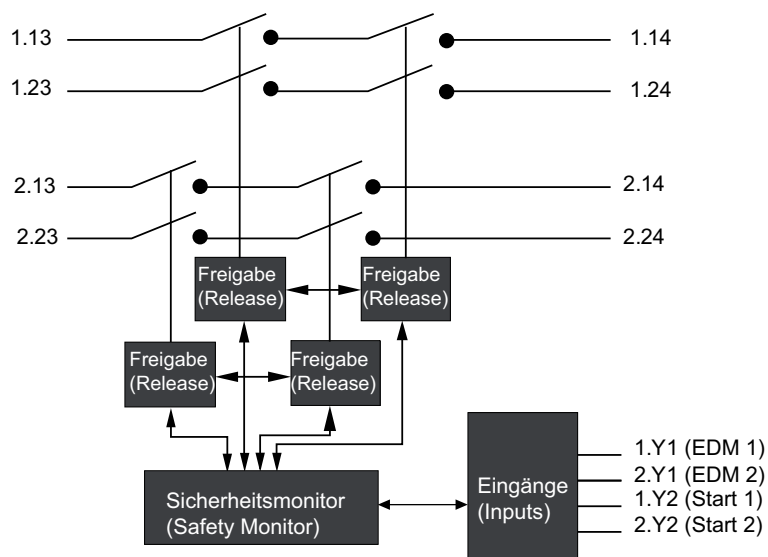 1.13
1.14
1.23
1.24
2.13
2.14
2.23
2.24
Freigabe
(Release)
Freigabe
(Release)
Freigabe
(Release)
Freigabe
(Release)
Sicherheitsmonitor
(Safety Monitor)
Eingänge
(Inputs)
1.Y1 (EDM 1)
2.Y1 (EDM 2)
1.Y2 (Start 1)
2.Y2 (Start 2)